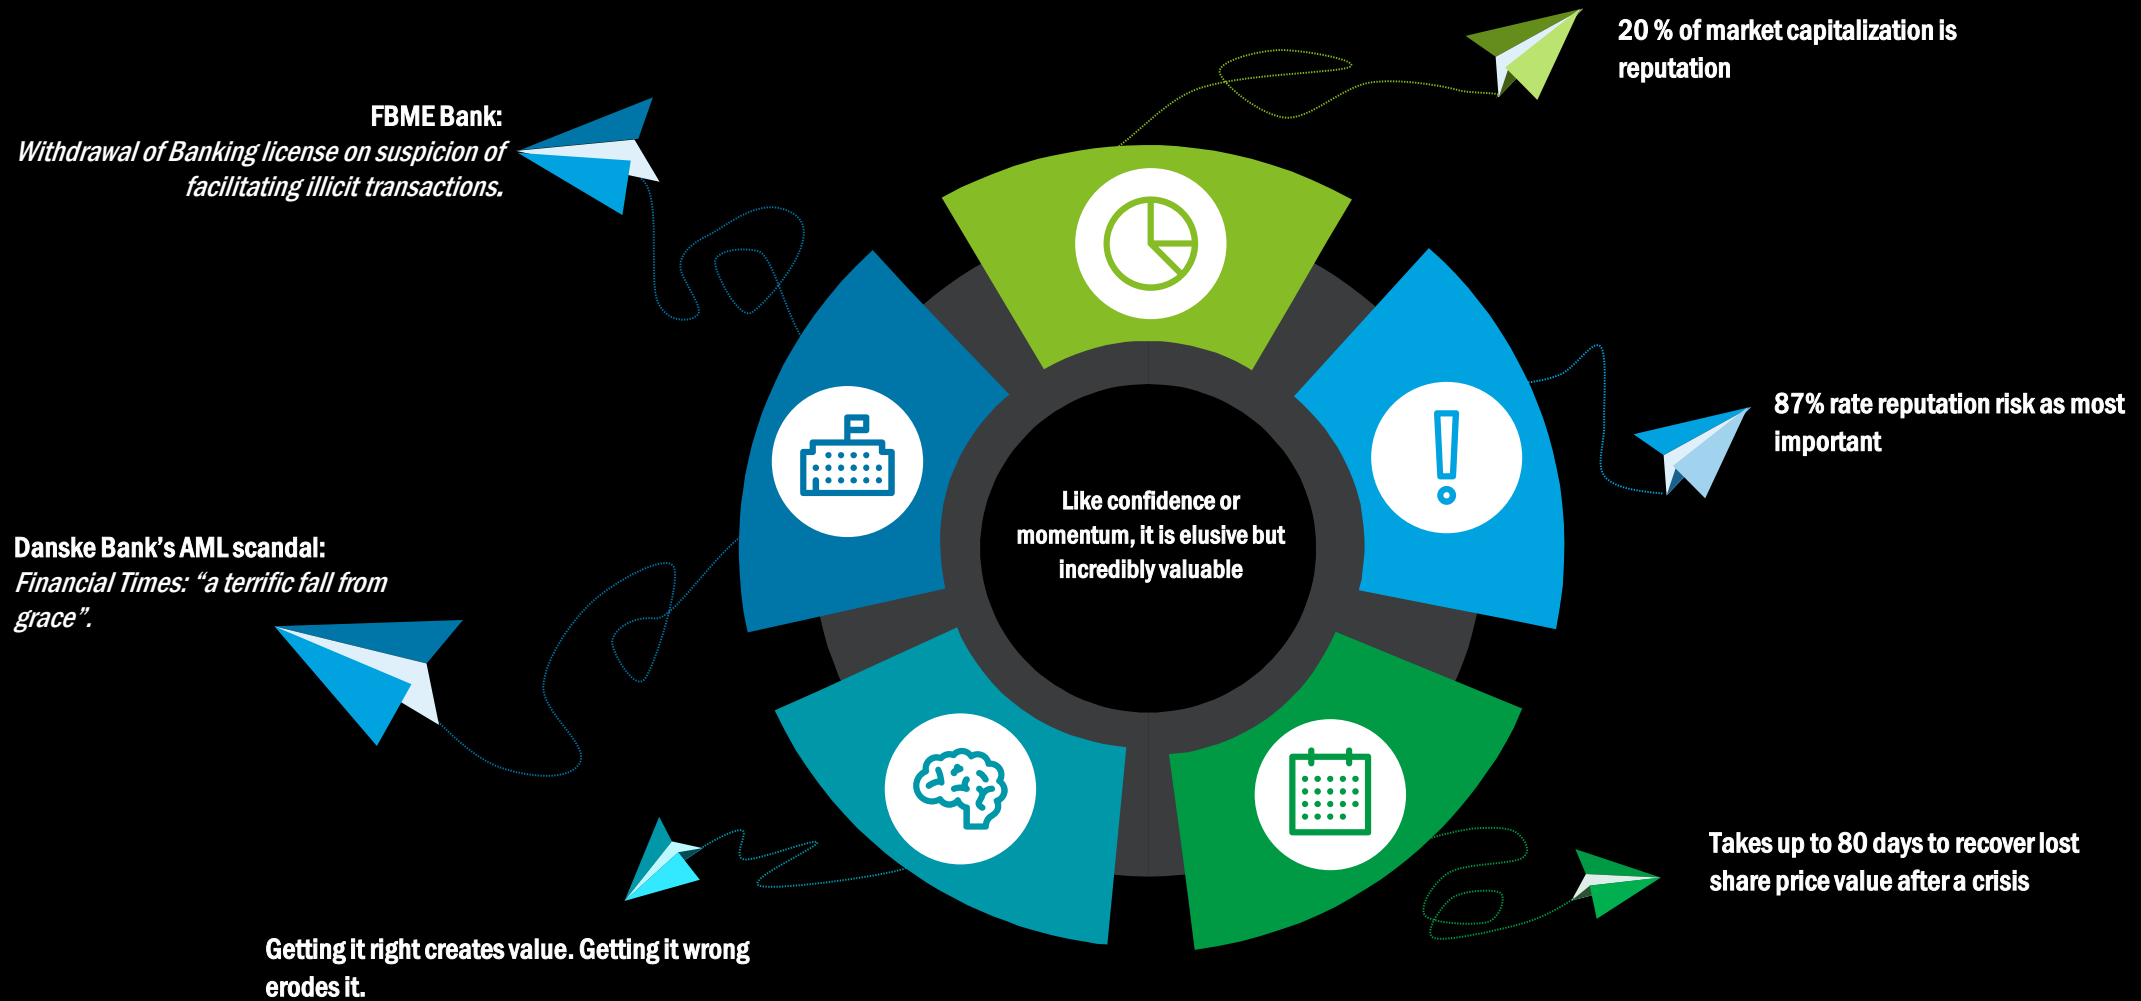 20 % of market capitalization is
reputation
FBME Bank:
Withdrawal of Banking license on suspicion of
facilitating illicit transactions.
87% rate reputation risk as most
important
Like confidence or
momentum, it is elusive but
incredibly valuable
Danske Bank’s AML scandal:
Financial Times: “a terrific fall from
grace”.
Takes up to 80 days to recover lost
share price value after a crisis
Getting it right creates value. Getting it wrong
erodes it.